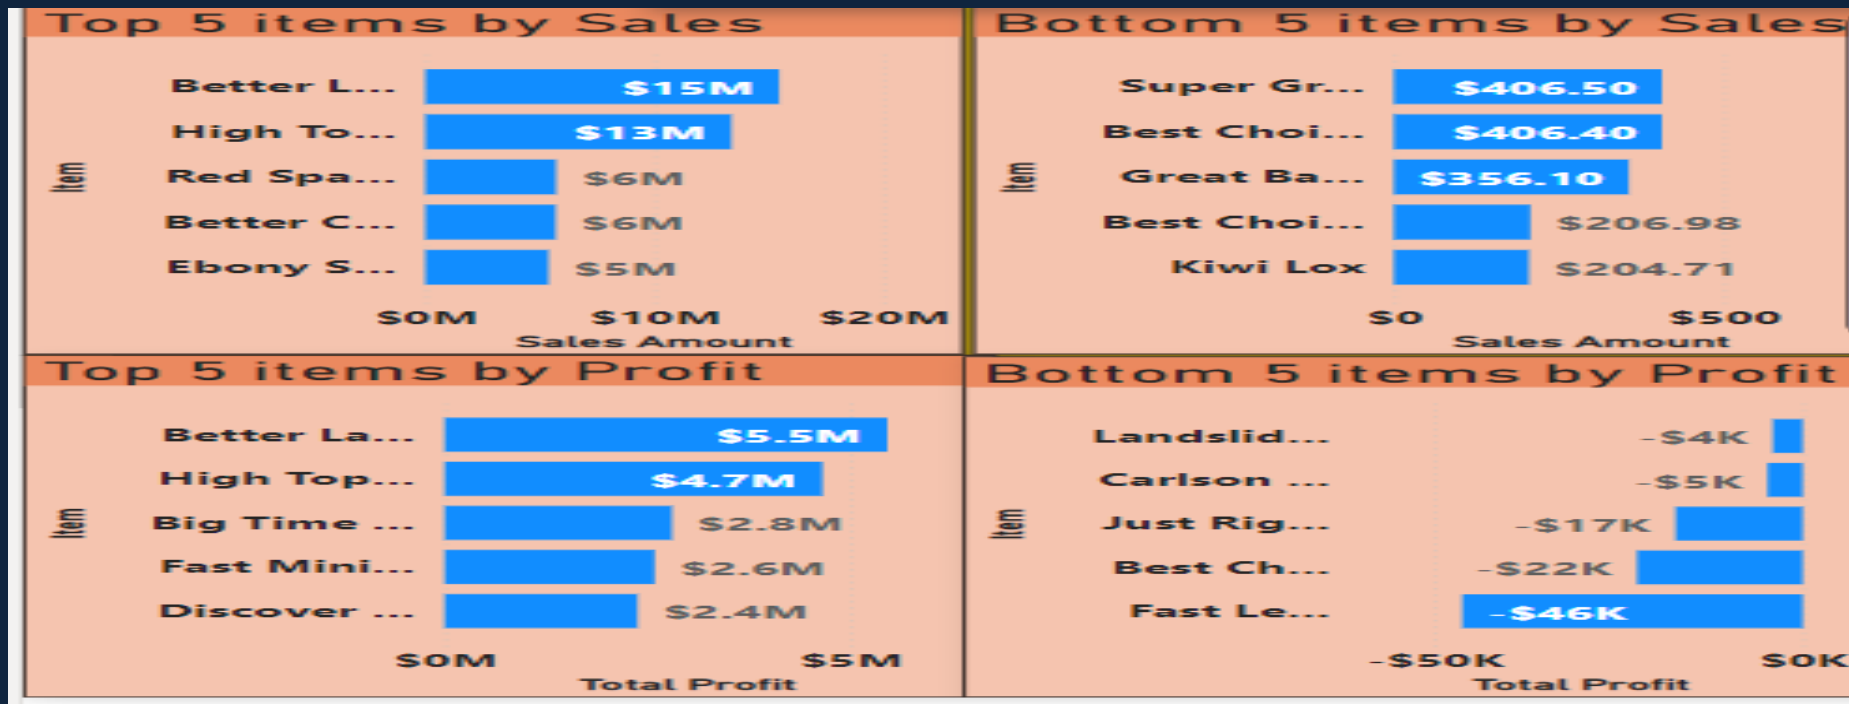 Top 5 items by Sales
Item
Better L... $15M
High To... $13M
Red Spa... $6M
Better C... $6M
Ebony S... $5M
$0M $10M $20M
Sales Amount
Bottom 5 items by Sales
Item
Super Gr... $406.50
Best Choi... $406.40
Great Ba... $356.10
Best Choi... $206.98
Kiwi Lox $204.71
$0 $500
Sales Amount
Top 5 items by Profit
Item
Better La... $5.5M
High Top... $4.7M
Big Time ... $2.8M
Fast Mini... $2.6M
Discover ... $2.4M
$0M $5M
Total Profit
Bottom 5 items by Profit
Item
Landslid... -$4K
Carlson ... -$5K
Just Rig... -$17K
Best Ch... -$22K
Fast Le... -$46K
-$50K $0K
Total Profit